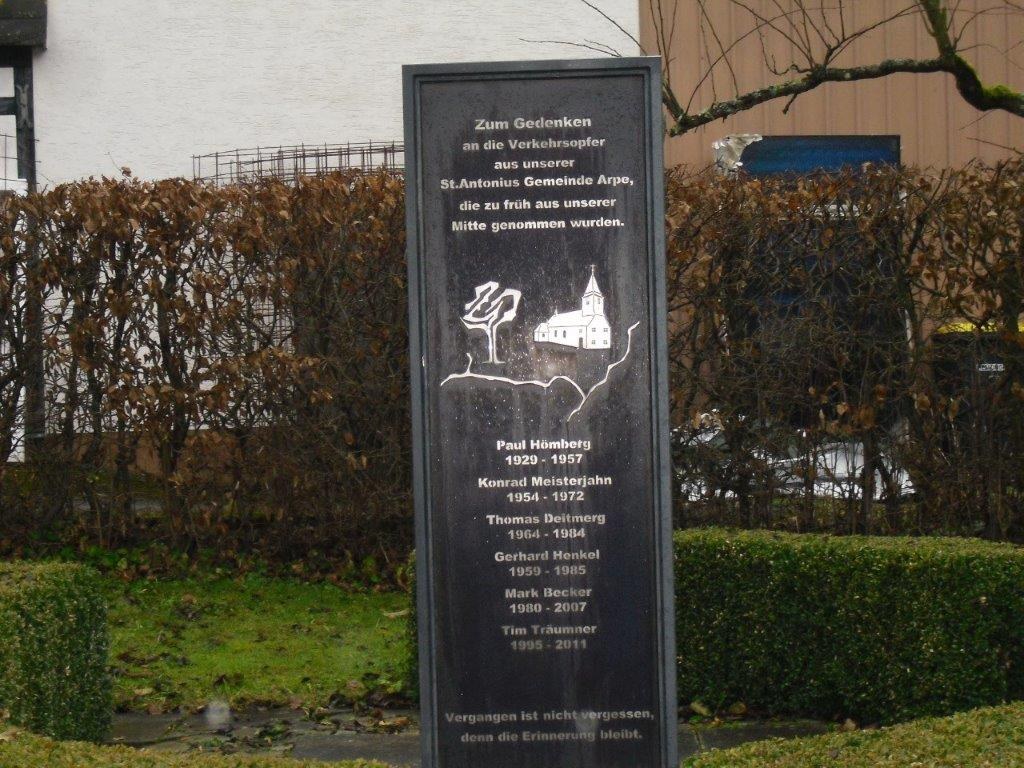 Zum Gedenken
an die Verkehrsopfer
aus unserer
St.Antonius Gemeinde Arpe,
die zu früh aus unserer
Mitte genommen wurden.
Paul Hömberg
1929 - 1957
Konrad Meisterjahn
1954 - 1972
Thomas Deitmerg
1964 - 1984
Gerhard Henkel
1959 - 1985
Mark Becker
1980 - 2007
Tim Träumner
1995 - 2011
Vergangen ist nicht vergessen,
denn die Erinnerung bleibt.